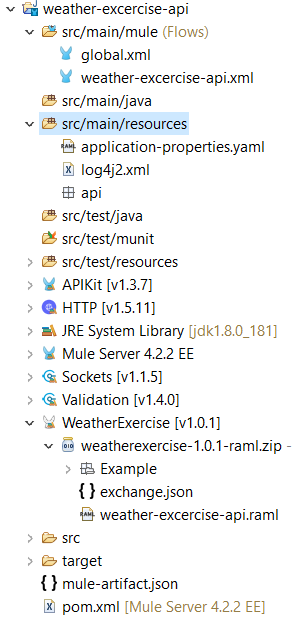 weather-excercise-api
src/main/mule (Flows)
global.xml
weather-excercise-api.xml
src/main/java
src/main/resources
application-properties.yaml
log4j2.xml
api
src/test/java
src/test/munit
src/test/resources
APIKit [v1.3.7]
HTTP [v1.5.11]
JRE System Library [jdk1.8.0_181]
Mule Server 4.2.2 EE
Sockets [v1.1.5]
Validation [v1.4.0]
WeatherExercise [v1.0.1]
weatherexercise-1.0.1-raml.zip -
Example
exchange.json
weather-excercise-api.raml
src
target
mule-artifact.json
pom.xml [Mule Server 4.2.2 EE]